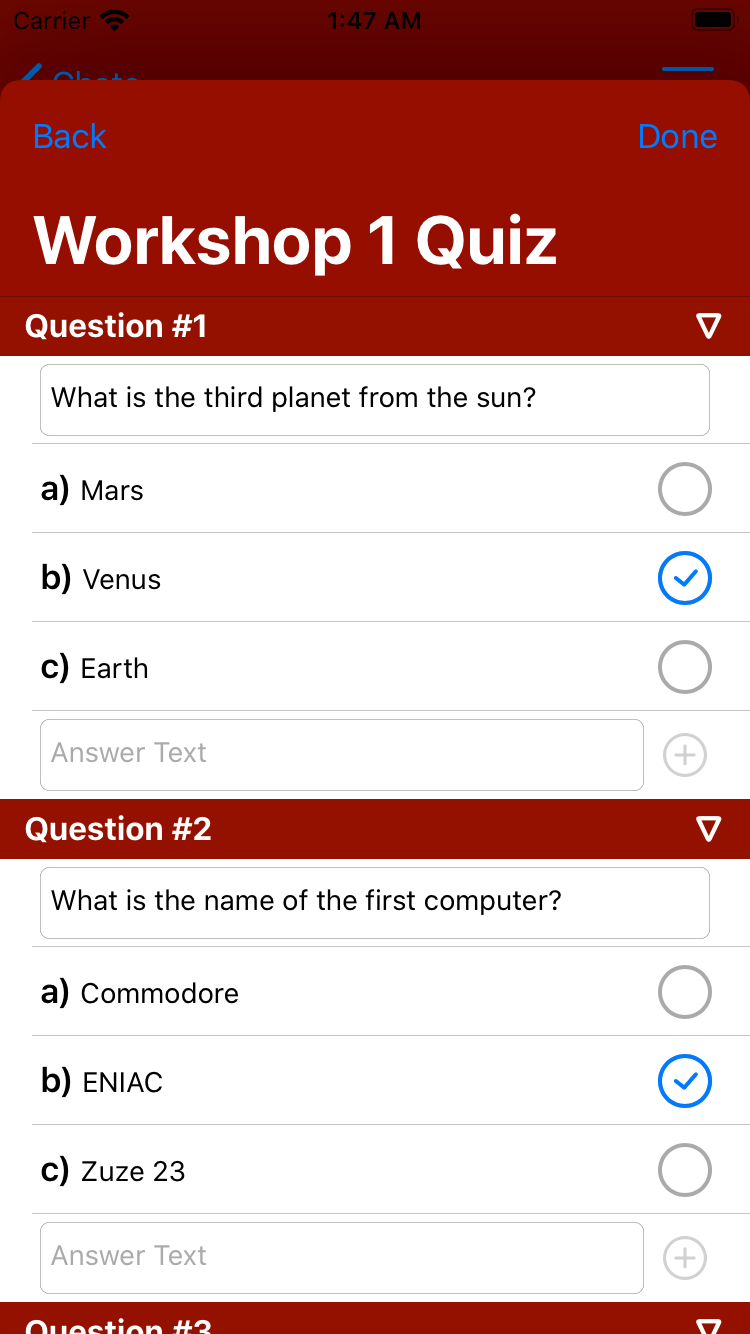 Carrier 1:47 AM
Chats
Back Done
Workshop 1 Quiz
Question #1
What is the third planet from the sun?
a) Mars
b) Venus
c) Earth
Answer Text
Question #2
What is the name of the first computer?
a) Commodore
b) ENIAC
c) Zuze 23
Answer Text
Question #3